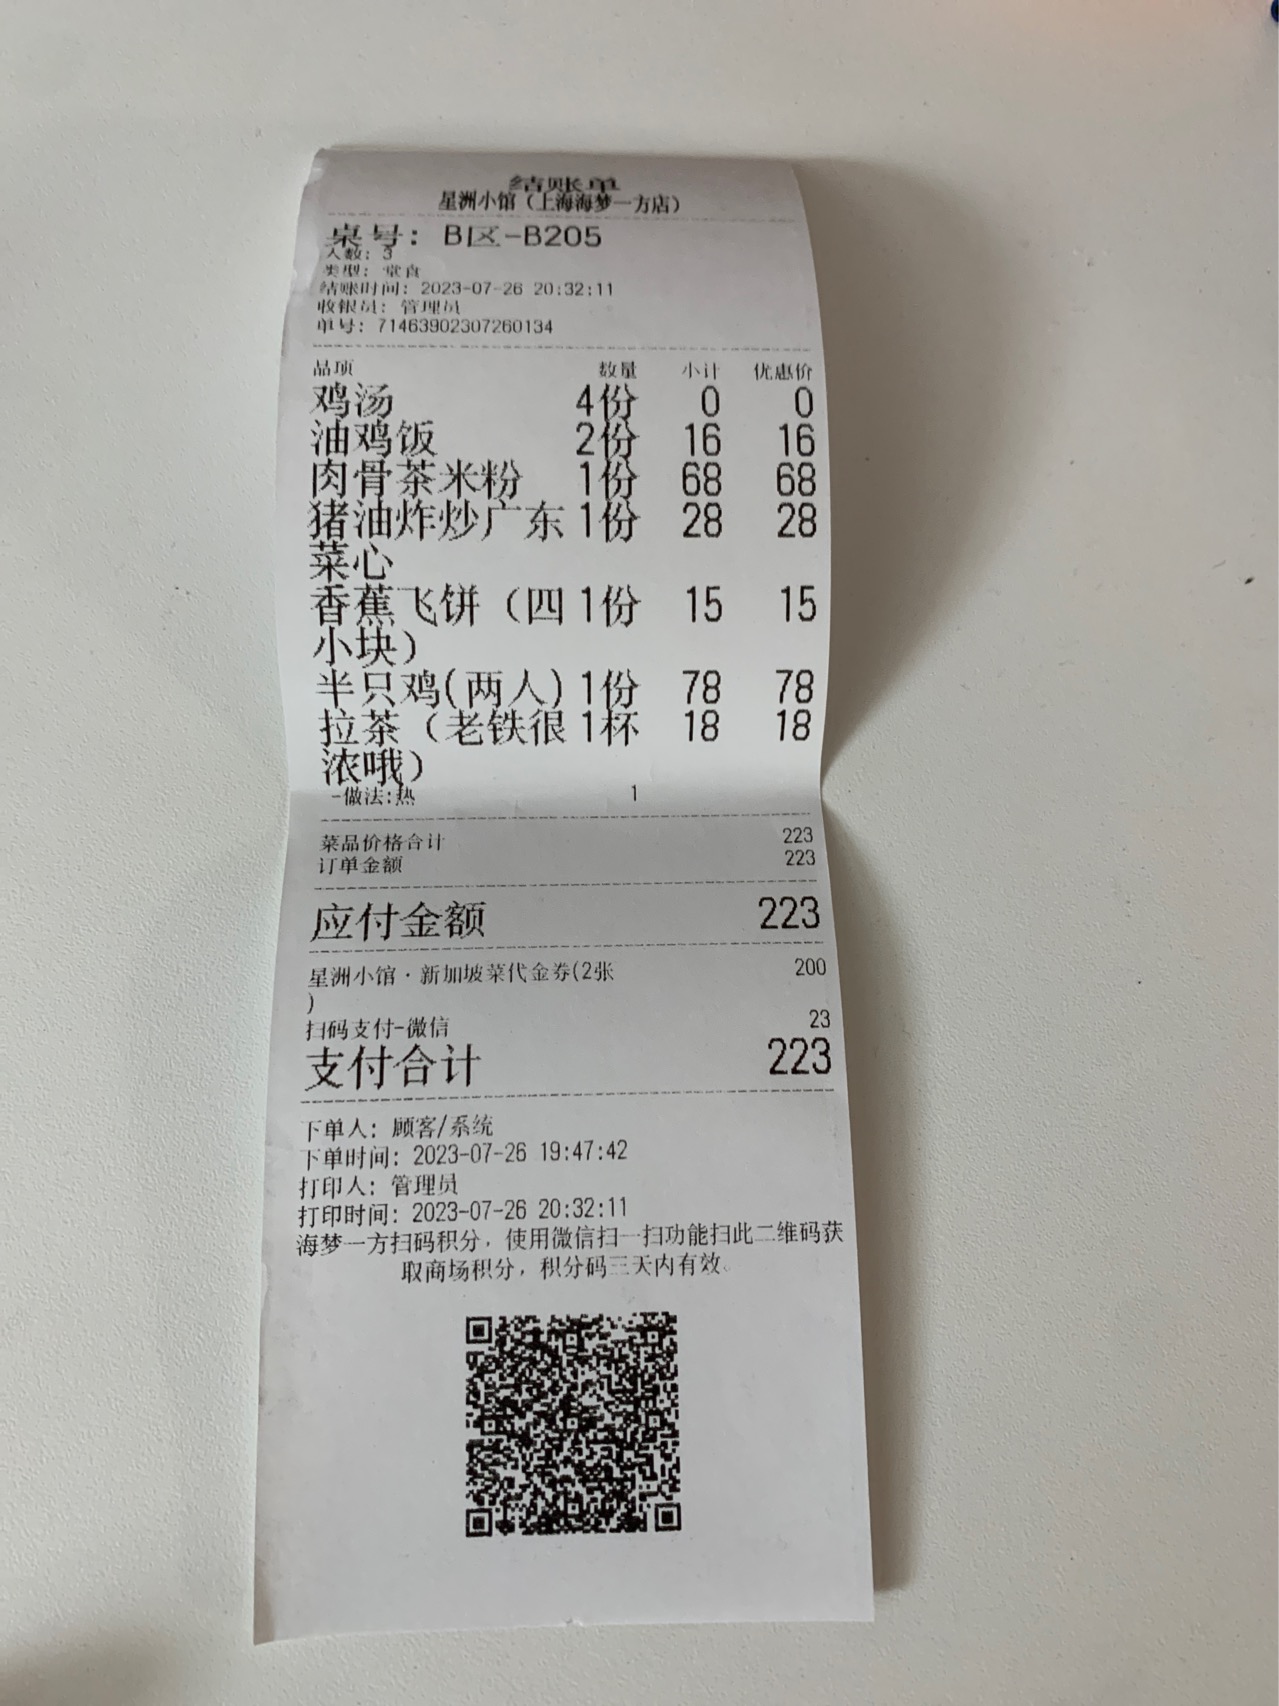 结账单
星洲小馆（上海海梦一方店）
桌号: B区-B205
人数: 3
类型: 堂食
结账时间: 2023-07-26 20:32:11
收银员: 管理员
单号: 71463902307260134
品项 数量 小计 优惠价
鸡汤 4份 0 0
油鸡饭 2份 16 16
肉骨茶米粉 1份 68 68
猪油炸炒广东 1份 28 28
菜心
香蕉飞饼（四 1份 15 15
小块）
半只鸡(两人) 1份 78 78
拉茶（老铁很 1杯 18 18
浓哦）
-做法:热 1
菜品价格合计 223
订单金额 223
应付金额 223
星洲小馆·新加坡菜代金券(2张 200
)
扫码支付-微信 23
支付合计 223
下单人: 顾客/系统
下单时间: 2023-07-26 19:47:42
打印人: 管理员
打印时间: 2023-07-26 20:32:11
海梦一方扫码积分，使用微信扫一扫功能扫此二维码获
取商场积分，积分码三天内有效。